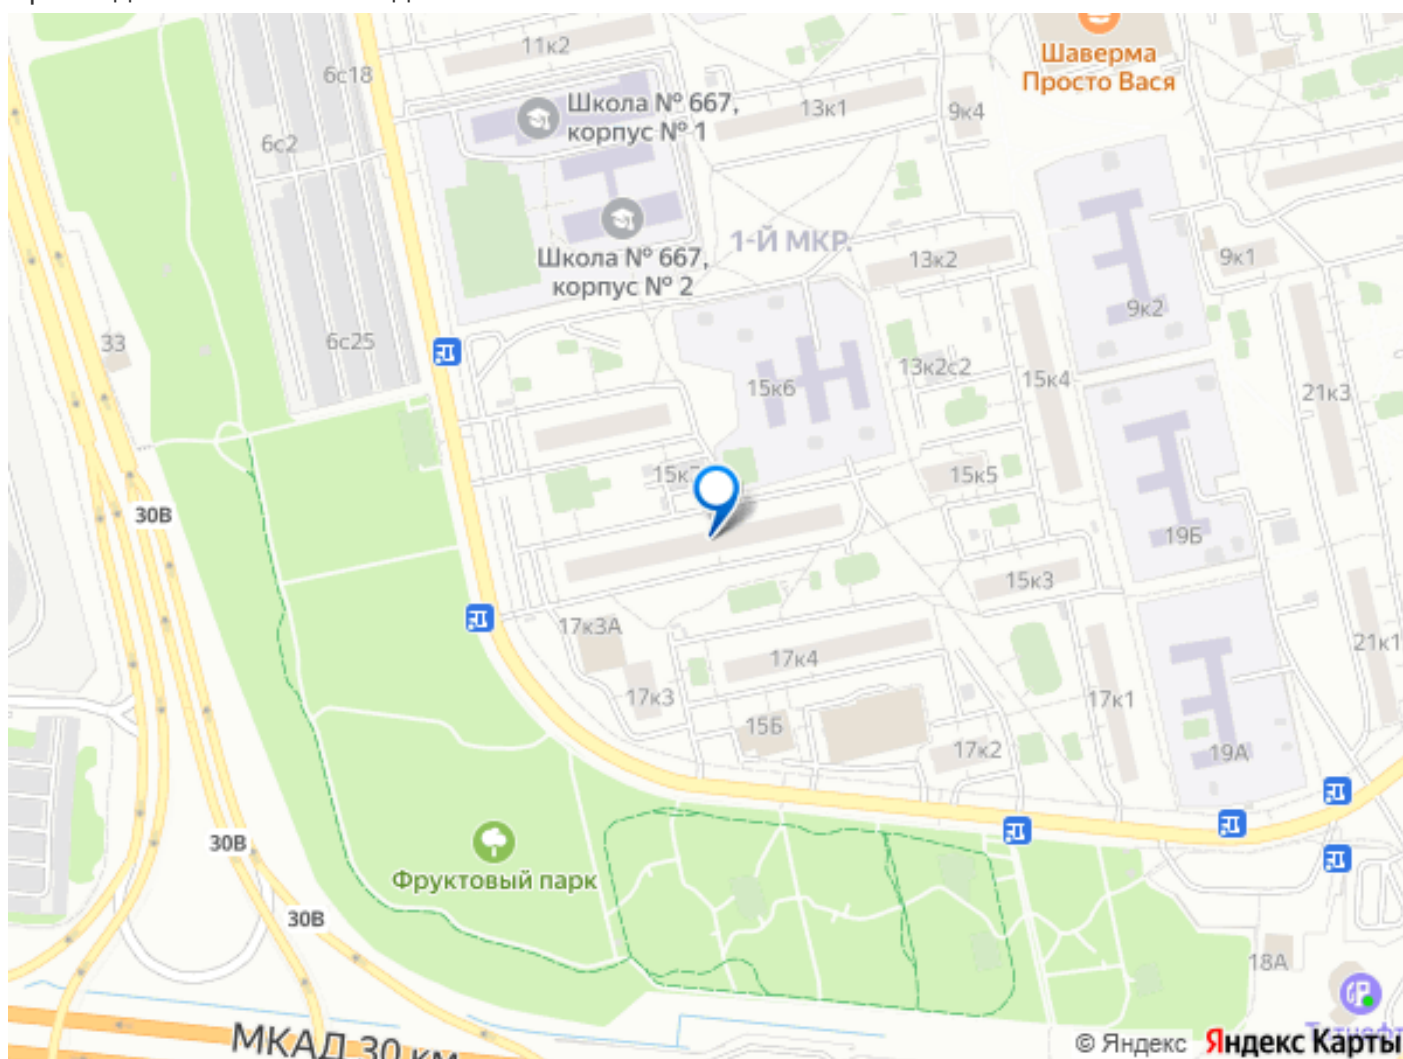 11к2
Шаверма
Просто Вася
6с18
Школа № 667,
корпус № 1
13к1
9к4
6с2
1-Й МКР.
Школа № 667,
корпус № 2
13к2
9к1
9к2
33
6с25
13к2с2
15к6
15к4
21к3
15к5
30В
19Б
15к3
17к3А
17к4
21к1
17к3
15Б
17к1
17к2
19А
30В
Фруктовый парк
30В
18А
МКАД 30 км
© Яндекс Яндекс Карты